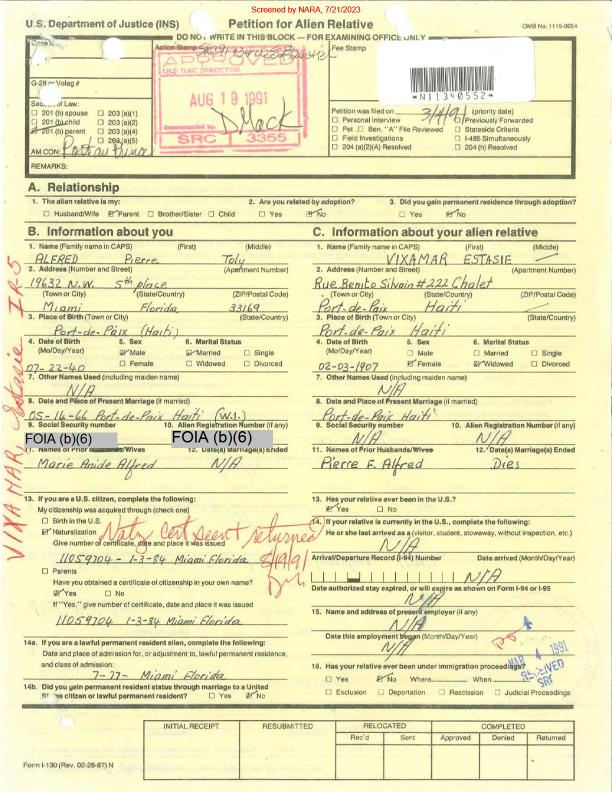 Screened by NARA, 7/21/2023
U.S. Department of Justice (INS) Petition for Alien Relative OMB No. 1115-0054
DO NOT WRITE IN THIS BLOCK — FOR EXAMINING OFFICE ONLY
Case ID Action Stamp Fee Stamp
APPROVED
DIRECTOR
AUG 19 1991
D. Mack
SRC 3355
*N11340552*
G-28 or Volag #
Section of Law:
☐ 201 (b) spouse ☐ 203 (a)(1)
☐ 201 (b) child ☐ 203 (a)(2)
☑ 201 (b) parent ☐ 203 (a)(4)
☐ 203 (a)(5)
AM CON: Port au Prince
REMARKS:
Petition was filed on 3/4/91 (priority date)
☐ Personal Interview ☐ Previously Forwarded
☐ Pet. ☐ Ben. "A" File Reviewed ☐ Stateside Criteria
☐ Field Investigations ☐ I-485 Simultaneously
☐ 204 (a)(2)(A) Resolved ☐ 204 (h) Resolved
A. Relationship
1. The alien relative is my: 2. Are you related by adoption? 3. Did you gain permanent residence through adoption?
☐ Husband/Wife ☑ Parent ☐ Brother/Sister ☐ Child ☐ Yes ☑ No ☐ Yes ☑ No
B. Information about you
1. Name (Family name in CAPS) (First) (Middle)
ALFRED Pierre Toly
2. Address (Number and Street) (Apartment Number)
19632 N.W. 5th place
(Town or City) (State/Country) (ZIP/Postal Code)
Miami Florida 33169
3. Place of Birth (Town or City) (State/Country)
Port-de-Paix (Haiti)
4. Date of Birth 5. Sex 6. Marital Status
(Mo/Day/Year) ☑ Male ☑ Married ☐ Single
07-22-40 ☐ Female ☐ Widowed ☐ Divorced
7. Other Names Used (including maiden name)
N/A
8. Date and Place of Present Marriage (if married)
05-14-66 Port-de-Paix Haiti (W.I.)
9. Social Security number 10. Alien Registration Number (if any)
FOIA (b)(6) FOIA (b)(6)
11. Names of Prior Husbands/Wives 12. Date(s) Marriage(s) Ended
Marie Anide Alfred N/A
13. If you are a U.S. citizen, complete the following:
My citizenship was acquired through (check one)
☐ Birth in the U.S.
☑ Naturalization
Natz cert seen & returned
8/19/91
Give number of certificate, date and place it was issued
11059704 - 1-3-84 Miami Florida
☐ Parents
Have you obtained a certificate of citizenship in your own name?
☑ Yes ☐ No
If "Yes," give number of certificate, date and place it was issued
11059704 1-3-84 Miami Florida
14a. If you are a lawful permanent resident alien, complete the following:
Date and place of admission for, or adjustment to, lawful permanent residence,
and class of admission:
7-77- Miami Florida
14b. Did you gain permanent resident status through marriage to a United
States citizen or lawful permanent resident? ☐ Yes ☑ No
C. Information about your alien relative
1. Name (Family name in CAPS) (First) (Middle)
VIXAMAR ESTASIE
2. Address (Number and Street) (Apartment Number)
Rue Benito Silvain #222 Chalet
(Town or City) (State/Country) (ZIP/Postal Code)
Port-de-Paix Haiti
3. Place of Birth (Town or City) (State/Country)
Port-de-Paix Haiti
4. Date of Birth 5. Sex 6. Marital Status
(Mo/Day/Year) ☐ Male ☐ Married ☐ Single
02-03-1907 ☑ Female ☑ Widowed ☐ Divorced
7. Other Names Used (including maiden name)
N/A
8. Date and Place of Present Marriage (if married)
Port-de-Paix Haiti
9. Social Security number 10. Alien Registration Number (if any)
N/A N/A
11. Names of Prior Husbands/Wives 12. Date(s) Marriage(s) Ended
Pierre F. Alfred Dies
13. Has your relative ever been in the U.S.?
☑ Yes ☐ No
14. If your relative is currently in the U.S., complete the following:
He or she last arrived as a (visitor, student, stowaway, without inspection, etc.)
N/A
Arrival/Departure Record (I-94) Number Date arrived (Month/Day/Year)
N/A
Date authorized stay expired, or will expire as shown on Form I-94 or I-95
N/A
15. Name and address of present employer (if any)
N/A
Date this employment began (Month/Day/Year)
N/A
MAR 4 1991
RECEIVED
SRC
16. Has your relative ever been under immigration proceedings?
☐ Yes ☑ No Where When
☐ Exclusion ☐ Deportation ☐ Rescission ☐ Judicial Proceedings
VIXAMAR, Estasie IR-5
INITIAL RECEIPT RESUBMITTED RELOCATED COMPLETED
Rec'd Sent Approved Denied Returned
Form I-130 (Rev. 02-28-87) N